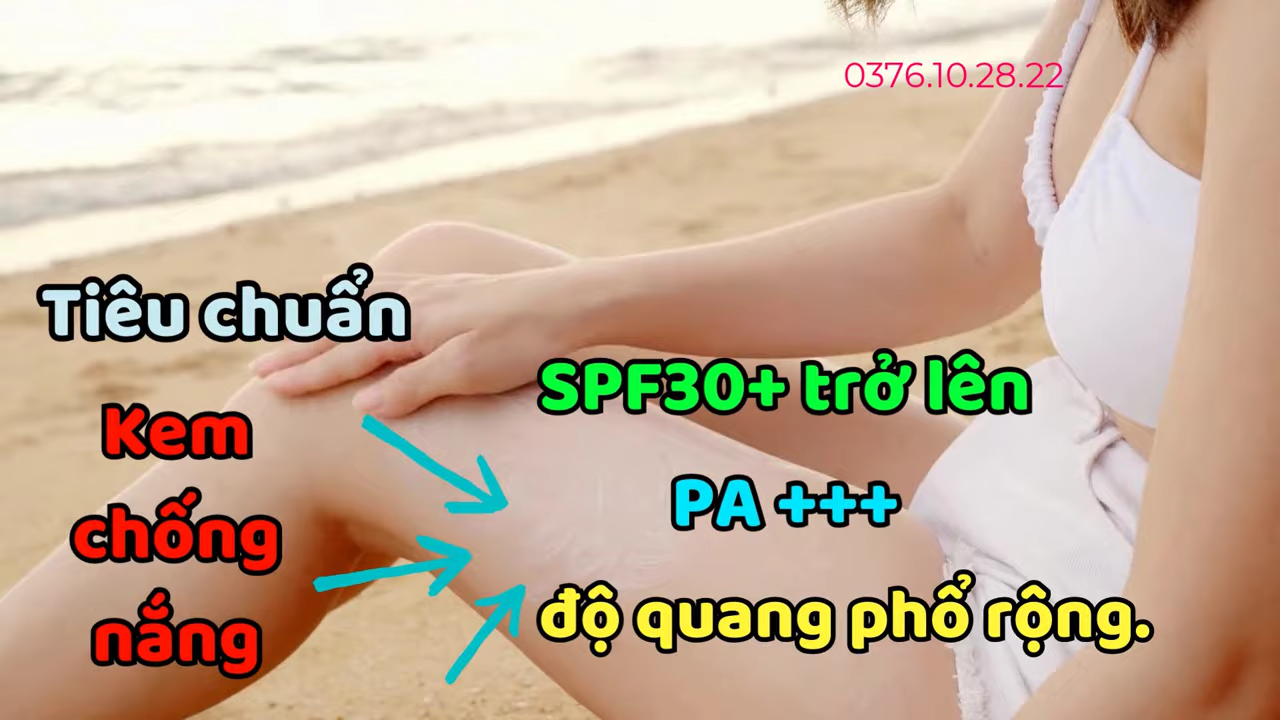 0376.10.28.22
Tiêu chuẩn
Kem
chống
nắng
SPF30+ trở lên
PA +++
độ quang phổ rộng.